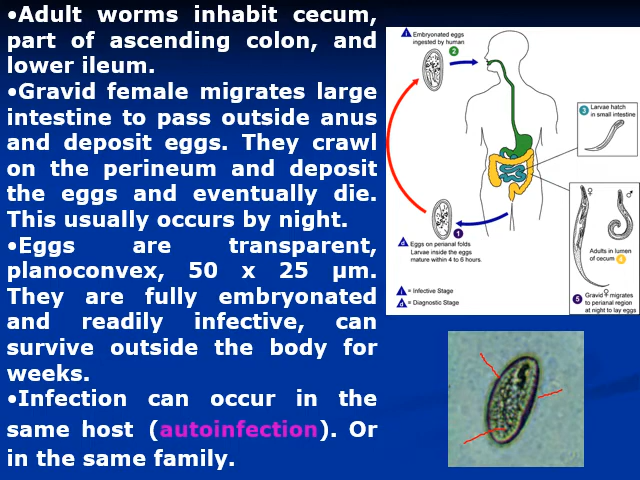 •Adult worms inhabit cecum,
part of ascending colon, and
lower ileum.
•Gravid female migrates large
intestine to pass outside anus
and deposit eggs. They crawl
on the perineum and deposit
the eggs and eventually die.
This usually occurs by night.
•Eggs are transparent,
planoconvex, 50 x 25 µm.
They are fully embryonated
and readily infective, can
survive outside the body for
weeks.
•Infection can occur in the
same host (autoinfection). Or
in the same family.
i Embryonated eggs
ingested by human
2
3 Larvae hatch
in small intestine
1
d Eggs on perianal folds
Larvae inside the eggs
mature within 4 to 6 hours.
♀ ♂
Adults in lumen
of cecum 4
i = Infective Stage
d = Diagnostic Stage
5 Gravid ♀ migrates
to perianal region
at night to lay eggs